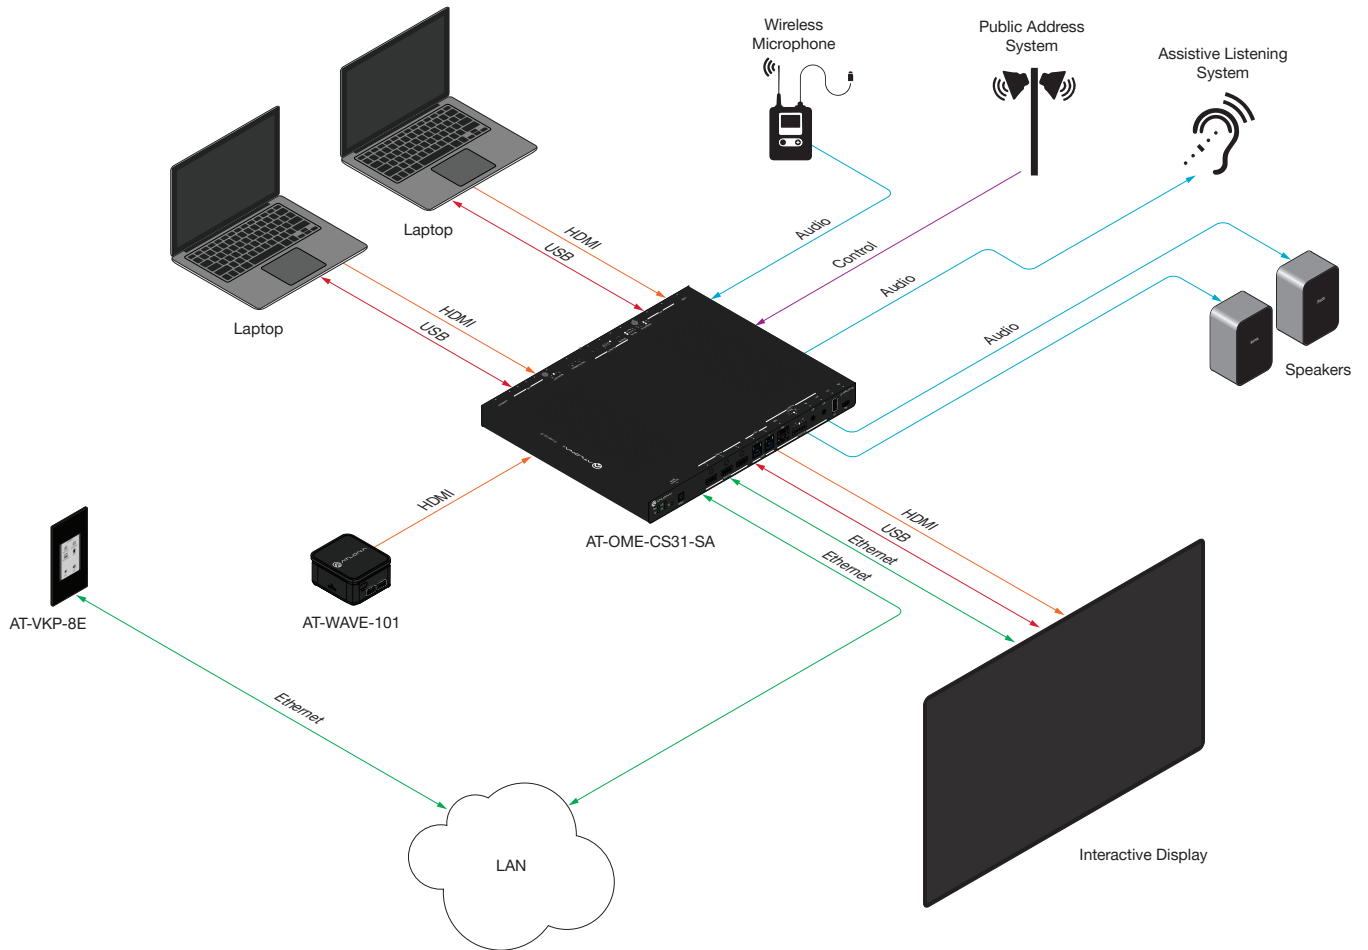 Wireless
Microphone
Public Address
System
Assistive Listening
System
Laptop
Laptop
HDMI
USB
HDMI
USB
Audio
Control
Audio
Audio
Speakers
HDMI
AT-OME-CS31-SA
HDMI
USB
Ethernet
Ethernet
ATLONA
AT-VKP-8E
AT-WAVE-101
Ethernet
LAN
Interactive Display